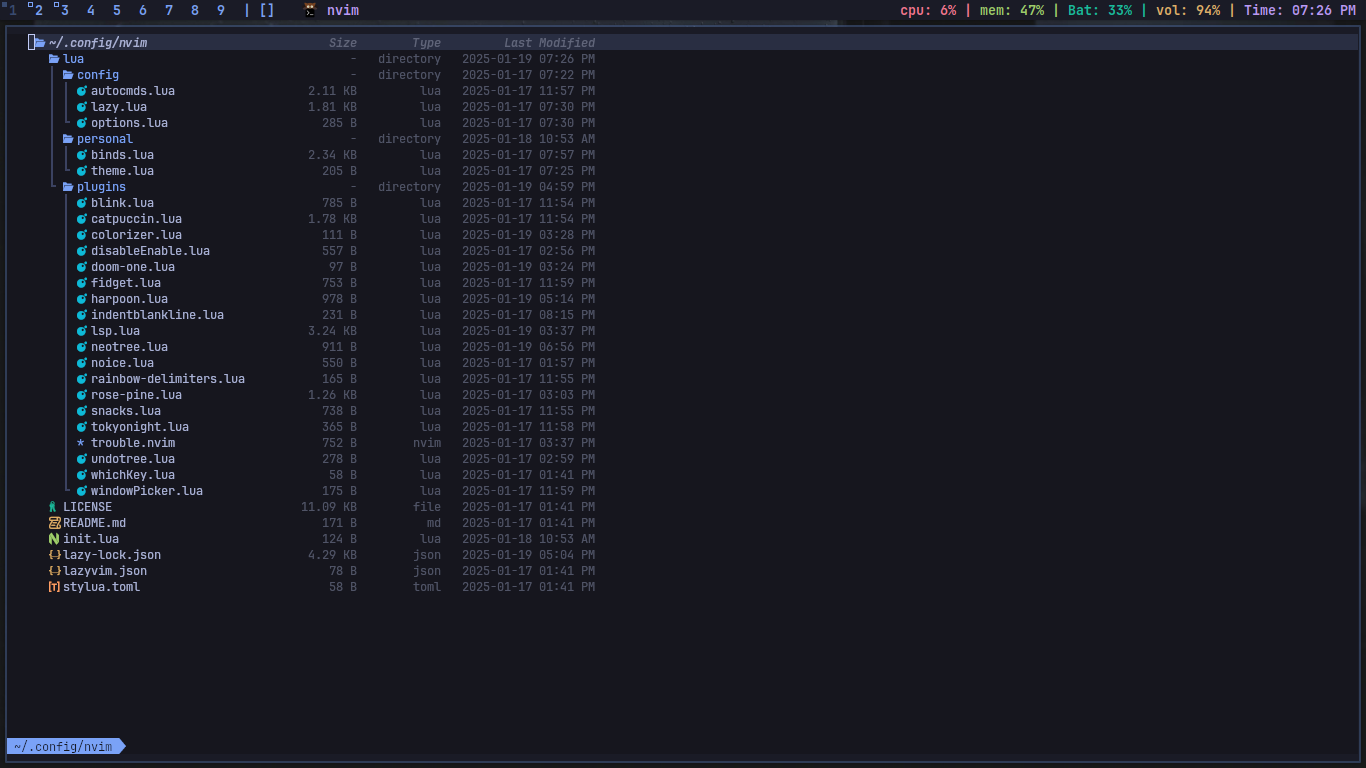 1 2 3 4 5 6 7 8 9 | [] nvim cpu: 6% | mem: 47% | Bat: 33% | vol: 94% | Time: 07:26 PM
~/.config/nvim Size Type Last Modified
lua - directory 2025-01-19 07:26 PM
config - directory 2025-01-17 07:22 PM
autocmds.lua 2.11 KB lua 2025-01-17 11:57 PM
lazy.lua 1.81 KB lua 2025-01-17 07:30 PM
options.lua 285 B lua 2025-01-17 07:30 PM
personal - directory 2025-01-18 10:53 AM
binds.lua 2.34 KB lua 2025-01-17 07:57 PM
theme.lua 205 B lua 2025-01-17 07:25 PM
plugins - directory 2025-01-19 04:59 PM
blink.lua 785 B lua 2025-01-17 11:54 PM
catpuccin.lua 1.78 KB lua 2025-01-17 11:54 PM
colorizer.lua 111 B lua 2025-01-19 03:28 PM
disableEnable.lua 557 B lua 2025-01-17 02:56 PM
doom-one.lua 97 B lua 2025-01-19 03:24 PM
fidget.lua 753 B lua 2025-01-17 11:59 PM
harpoon.lua 978 B lua 2025-01-19 05:14 PM
indentblankline.lua 231 B lua 2025-01-17 08:15 PM
lsp.lua 3.24 KB lua 2025-01-19 03:37 PM
neotree.lua 911 B lua 2025-01-19 06:56 PM
noice.lua 550 B lua 2025-01-17 01:57 PM
rainbow-delimiters.lua 165 B lua 2025-01-17 11:55 PM
rose-pine.lua 1.26 KB lua 2025-01-17 03:03 PM
snacks.lua 738 B lua 2025-01-17 11:55 PM
tokyonight.lua 365 B lua 2025-01-17 11:58 PM
* trouble.nvim 752 B nvim 2025-01-17 03:37 PM
undotree.lua 278 B lua 2025-01-17 02:59 PM
whichKey.lua 58 B lua 2025-01-17 01:41 PM
windowPicker.lua 175 B lua 2025-01-17 11:59 PM
LICENSE 11.09 KB file 2025-01-17 01:41 PM
README.md 171 B md 2025-01-17 01:41 PM
init.lua 124 B lua 2025-01-18 10:53 AM
lazy-lock.json 4.29 KB json 2025-01-19 05:04 PM
lazyvim.json 78 B json 2025-01-17 01:41 PM
stylua.toml 58 B toml 2025-01-17 01:41 PM
~/.config/nvim